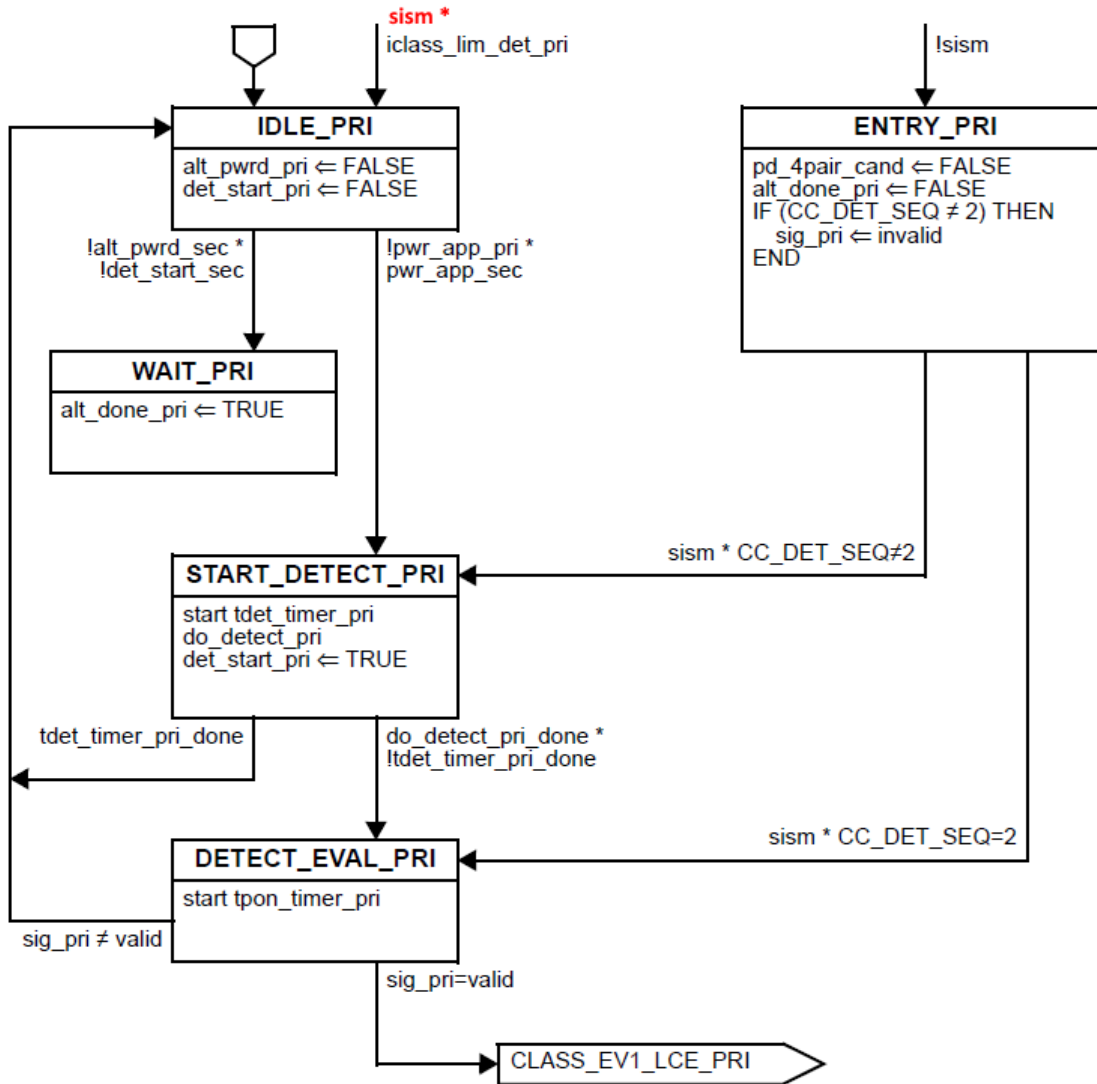 sism *
iclass_lim_det_pri
!sism
IDLE_PRI
alt_pwrd_pri ⇐ FALSE
det_start_pri ⇐ FALSE
ENTRY_PRI
pd_4pair_cand ⇐ FALSE
alt_done_pri ⇐ FALSE
IF (CC_DET_SEQ ≠ 2) THEN
sig_pri ⇐ invalid
END
!alt_pwrd_sec *
!det_start_sec
!pwr_app_pri *
pwr_app_sec
WAIT_PRI
alt_done_pri ⇐ TRUE
sism * CC_DET_SEQ≠2
START_DETECT_PRI
start tdet_timer_pri
do_detect_pri
det_start_pri ⇐ TRUE
tdet_timer_pri_done
do_detect_pri_done *
!tdet_timer_pri_done
sism * CC_DET_SEQ=2
DETECT_EVAL_PRI
start tpon_timer_pri
sig_pri ≠ valid
sig_pri=valid
CLASS_EV1_LCE_PRI